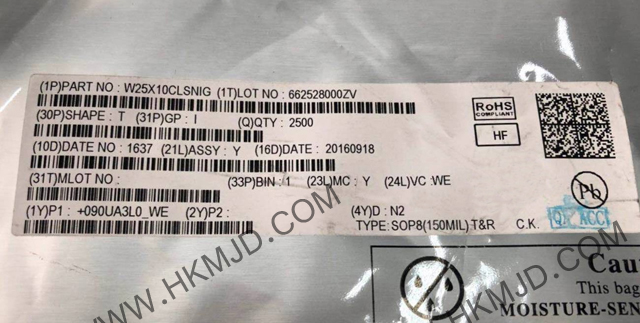 (1P)PART NO : W25X10CLSNIG (1T)LOT NO : 662528000ZV
RoHS
COMPLIANT
(30P)SHAPE : T (31P)GP : I (Q)QTY : 2500
HF
(10D)DATE NO : 1637 (21L)ASSY : Y (16D)DATE : 20160918
(31T)MLOT NO :
(33P)BIN : 1 (23L)MC : Y (24L)VC :WE
Pb
(1Y)P1 : +090UA3L0_WE (2Y)P2 :
(4Y)D : N2
TYPE: SOP8(150MIL),T&R C.K.
ACC
Cau
This bag
MOISTURE-SEN
WWW.HKMJD.COM
HKMJD.COM